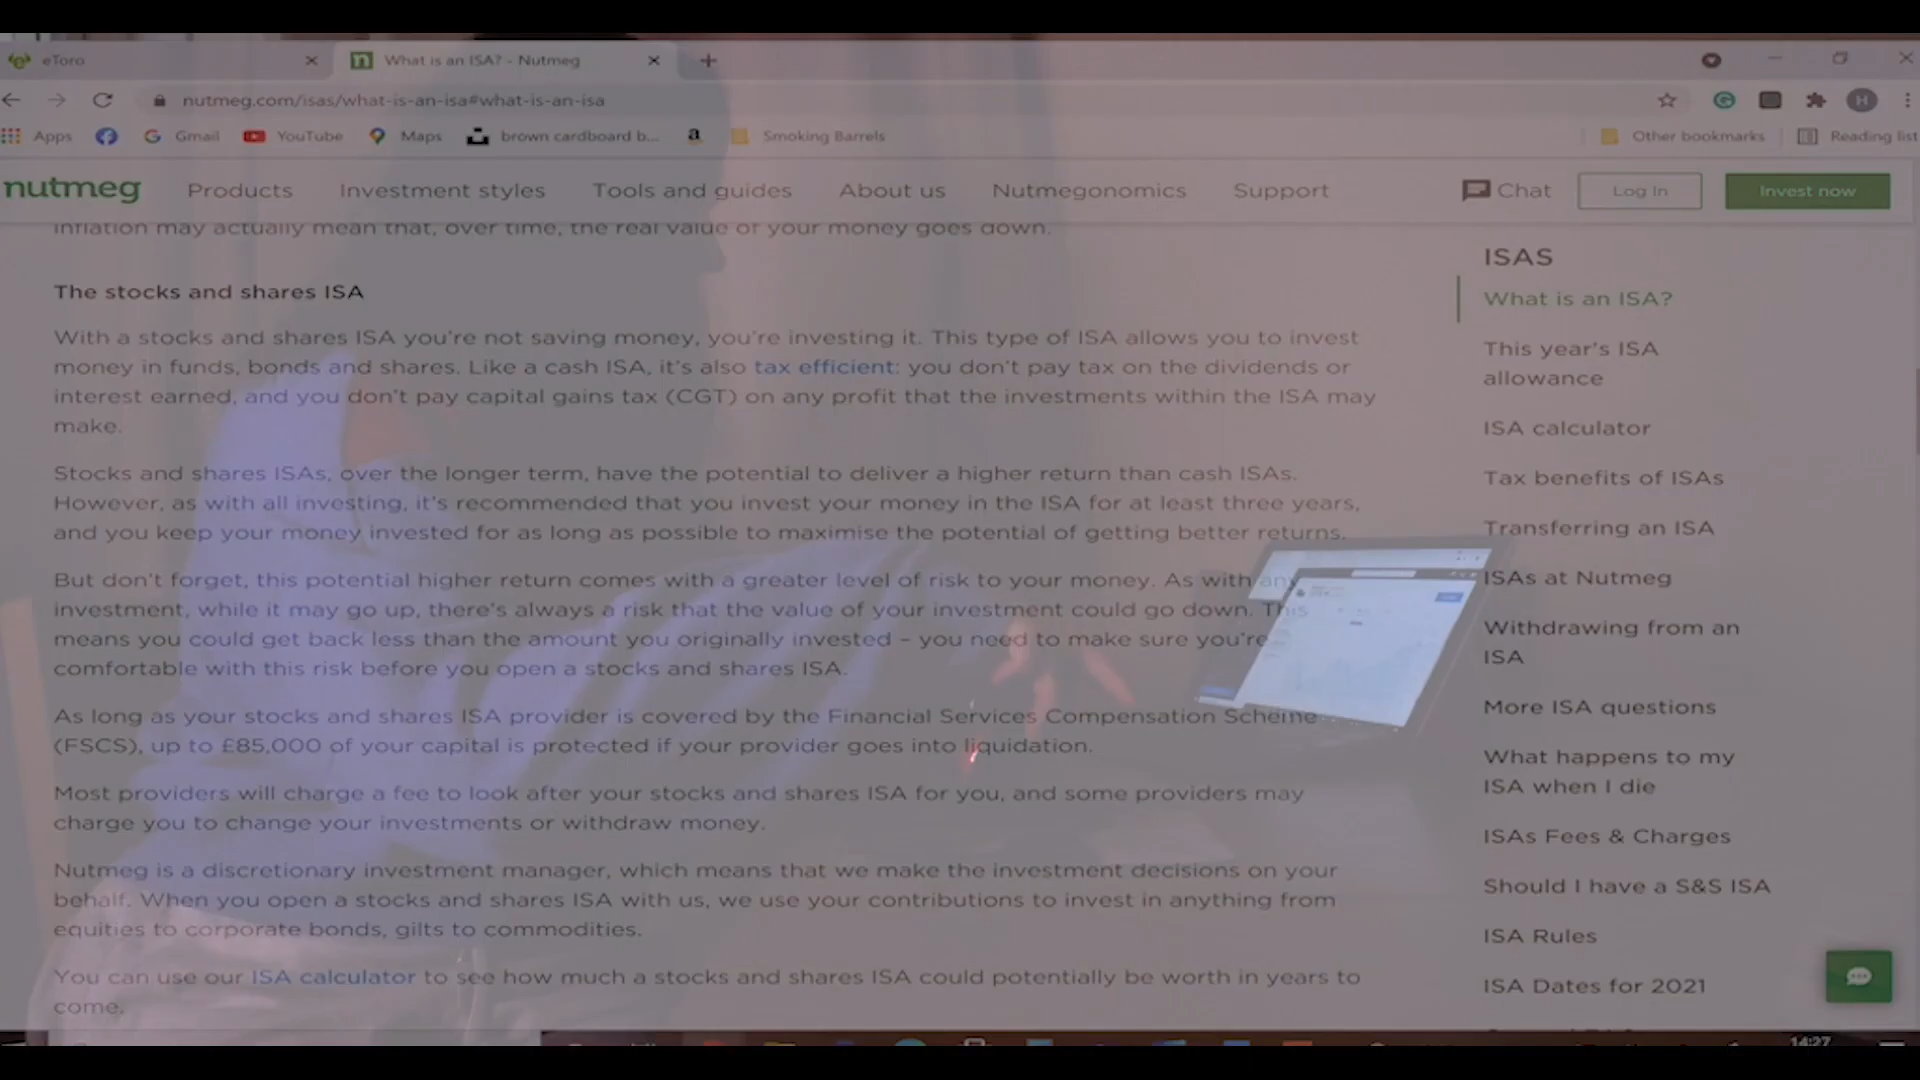 eToro
What is an ISA? - Nutmeg
nutmeg.com/isas/what-is-an-isa#what-is-an-isa
H
Apps
Gmail
YouTube
Maps
brown cardboard b...
a
Smoking Barrels
Other bookmarks
Reading list
nutmeg
Products
Investment styles
Tools and guides
About us
Nutmegonomics
Support
Chat
Log In
Invest now
inflation may actually mean that, over time, the real value of your money goes down.
The stocks and shares ISA
With a stocks and shares ISA you're not saving money, you're investing it. This type of ISA allows you to invest
money in funds, bonds and shares. Like a cash ISA, it's also tax efficient: you don't pay tax on the dividends or
interest earned, and you don't pay capital gains tax (CGT) on any profit that the investments within the ISA may
make.
Stocks and shares ISAs, over the longer term, have the potential to deliver a higher return than cash ISAs.
However, as with all investing, it's recommended that you invest your money in the ISA for at least three years,
and you keep your money invested for as long as possible to maximise the potential of getting better returns.
But don't forget, this potential higher return comes with a greater level of risk to your money. As with any
investment, while it may go up, there's always a risk that the value of your investment could go down. This
means you could get back less than the amount you originally invested – you need to make sure you're
comfortable with this risk before you open a stocks and shares ISA.
As long as your stocks and shares ISA provider is covered by the Financial Services Compensation Scheme
(FSCS), up to £85,000 of your capital is protected if your provider goes into liquidation.
Most providers will charge a fee to look after your stocks and shares ISA for you, and some providers may
charge you to change your investments or withdraw money.
Nutmeg is a discretionary investment manager, which means that we make the investment decisions on your
behalf. When you open a stocks and shares ISA with us, we use your contributions to invest in anything from
equities to corporate bonds, gilts to commodities.
You can use our ISA calculator to see how much a stocks and shares ISA could potentially be worth in years to
come.
ISAS
What is an ISA?
This year's ISA
allowance
ISA calculator
Tax benefits of ISAs
Transferring an ISA
ISAs at Nutmeg
Withdrawing from an
ISA
More ISA questions
What happens to my
ISA when I die
ISAs Fees & Charges
Should I have a S&S ISA
ISA Rules
ISA Dates for 2021
14:27